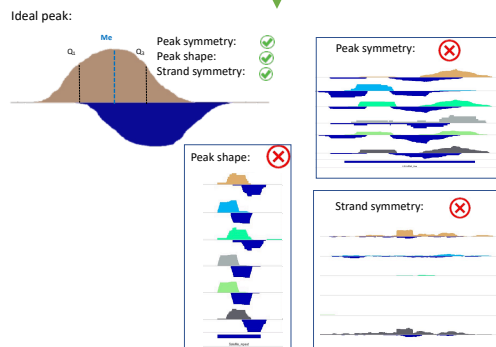 Ideal peak:
Me
Q₁
Q₃
Peak symmetry:
Peak shape:
Strand symmetry:
Peak symmetry:
Peak shape:
Strand symmetry: